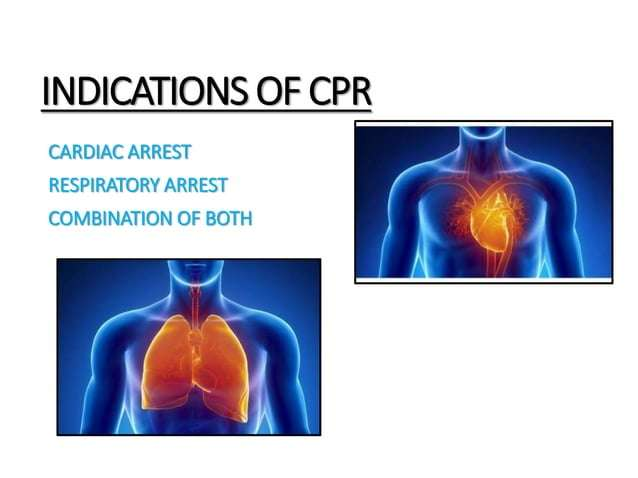 INDICATIONS OF CPR
CARDIAC ARREST
RESPIRATORY ARREST
COMBINATION OF BOTH